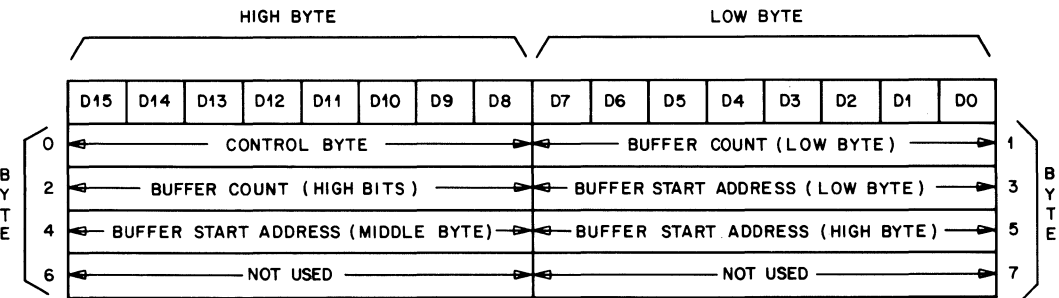 HIGH BYTE LOW BYTE
D15 D14 D13 D12 D11 D10 D9 D8 D7 D6 D5 D4 D3 D2 D1 D0
0 CONTROL BYTE BUFFER COUNT (LOW BYTE) 1
2 BUFFER COUNT (HIGH BITS) BUFFER START ADDRESS (LOW BYTE) 3
4 BUFFER START ADDRESS (MIDDLE BYTE) BUFFER START ADDRESS (HIGH BYTE) 5
6 NOT USED NOT USED 7
BYTE
BYTE